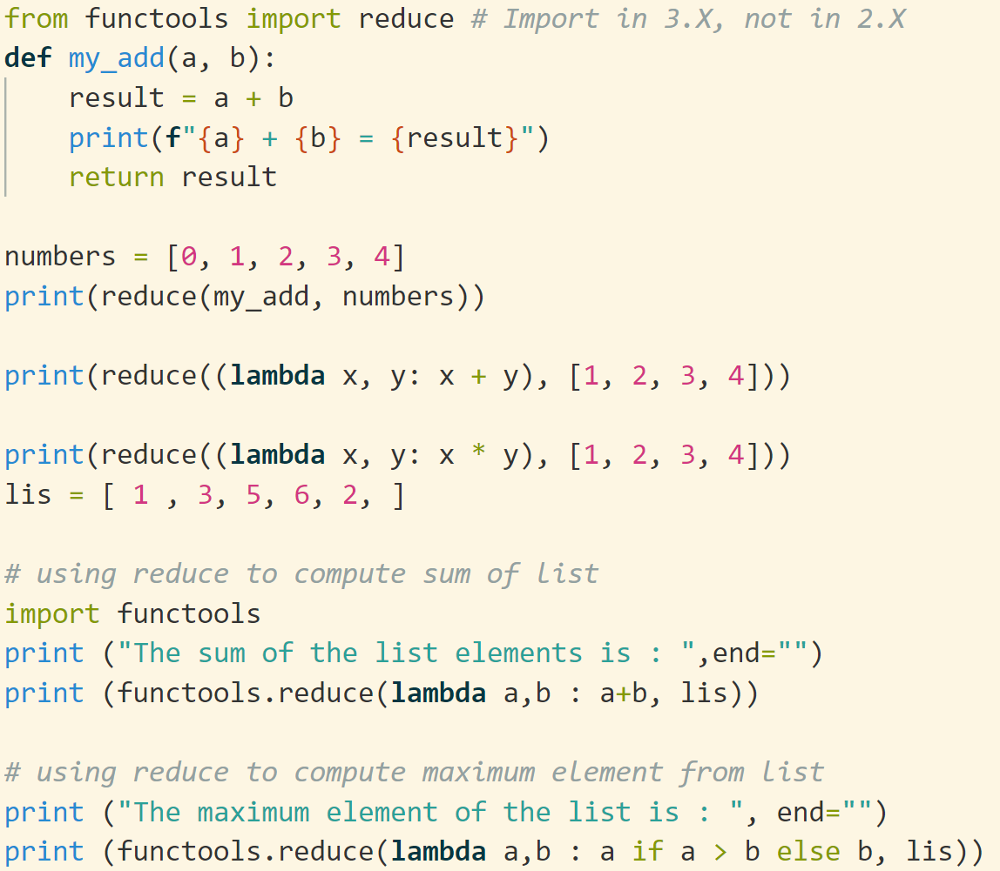 from functools import reduce # Import in 3.X, not in 2.X
def my_add(a, b):
    result = a + b
    print(f"{a} + {b} = {result}")
    return result

numbers = [0, 1, 2, 3, 4]
print(reduce(my_add, numbers))

print(reduce((lambda x, y: x + y), [1, 2, 3, 4]))

print(reduce((lambda x, y: x * y), [1, 2, 3, 4]))
lis = [ 1 , 3, 5, 6, 2, ]

# using reduce to compute sum of list
import functools
print ("The sum of the list elements is : ",end="")
print (functools.reduce(lambda a,b : a+b, lis))

# using reduce to compute maximum element from list
print ("The maximum element of the list is : ", end="")
print (functools.reduce(lambda a,b : a if a > b else b, lis))